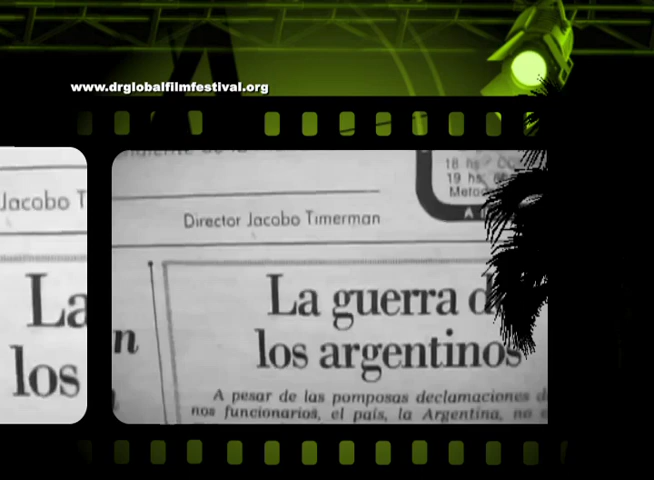 www.drglobalfilmfestival.org
Jacobo T
La
los
18 hs
19 hs.
Director Jacobo Timerman
n
La guerra d
los argentinos
A pesar de las pomposas declamaciones d
nos funcionarios, el país, la Argentina, no